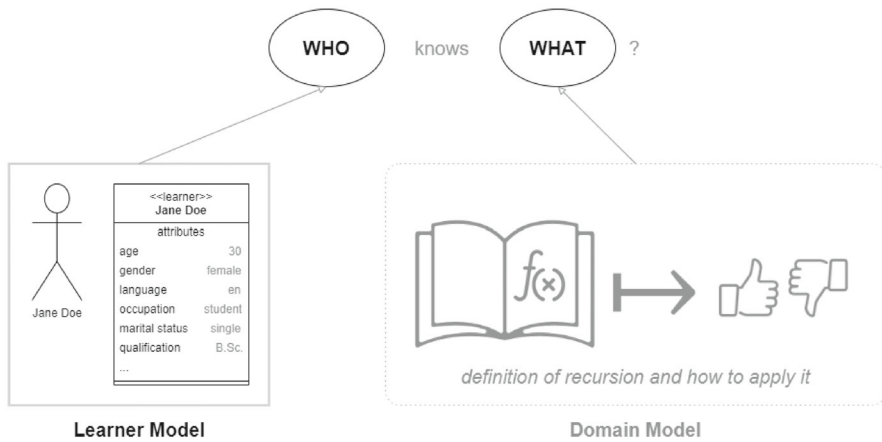 WHO knows WHAT ?
<<learner>>
Jane Doe
attributes
age 30
gender female
language en
occupation student
marital status single
qualification B.Sc.
...
Jane Doe
f(x)
definition of recursion and how to apply it
Learner Model
Domain Model